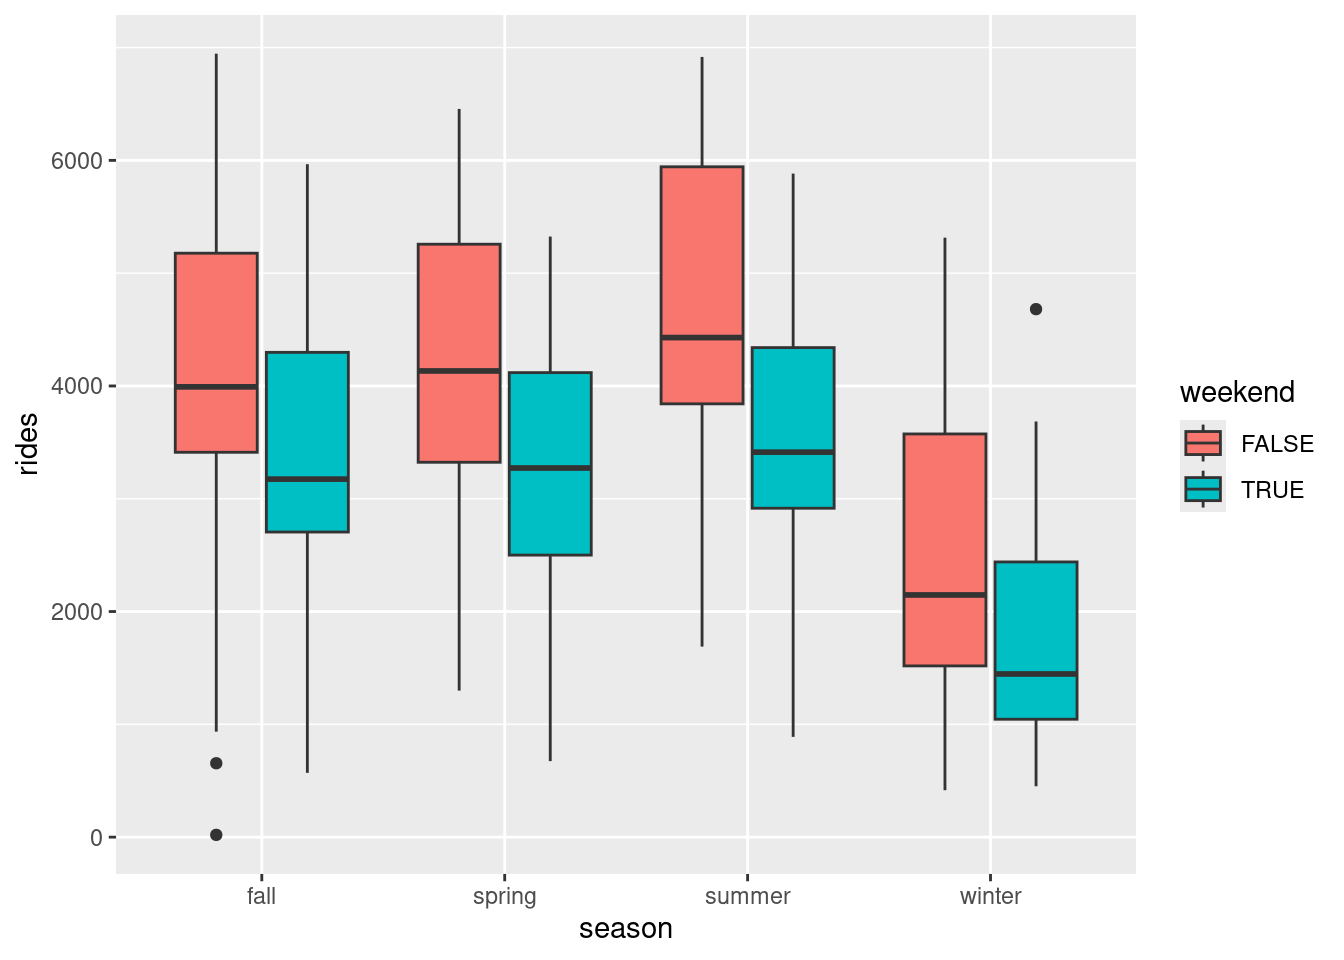 rides
6000
4000
2000
0
fall
spring
summer
winter
season
weekend
FALSE
TRUE